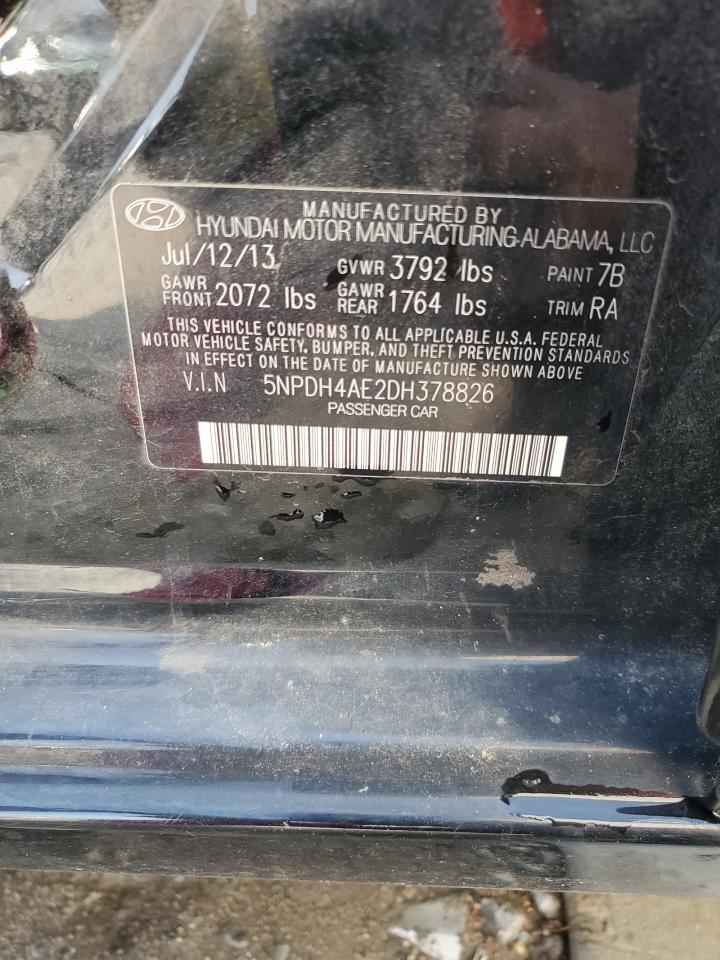 MANUFACTURED BY
HYUNDAI MOTOR MANUFACTURING ALABAMA, LLC
Jul/12/13 GVWR 3792 lbs PAINT 7B
GAWR FRONT 2072 lbs GAWR REAR 1764 lbs TRIM RA
THIS VEHICLE CONFORMS TO ALL APPLICABLE U.S.A. FEDERAL
MOTOR VEHICLE SAFETY, BUMPER, AND THEFT PREVENTION STANDARDS
IN EFFECT ON THE DATE OF MANUFACTURE SHOWN ABOVE
V.I.N 5NPDH4AE2DH378826
PASSENGER CAR